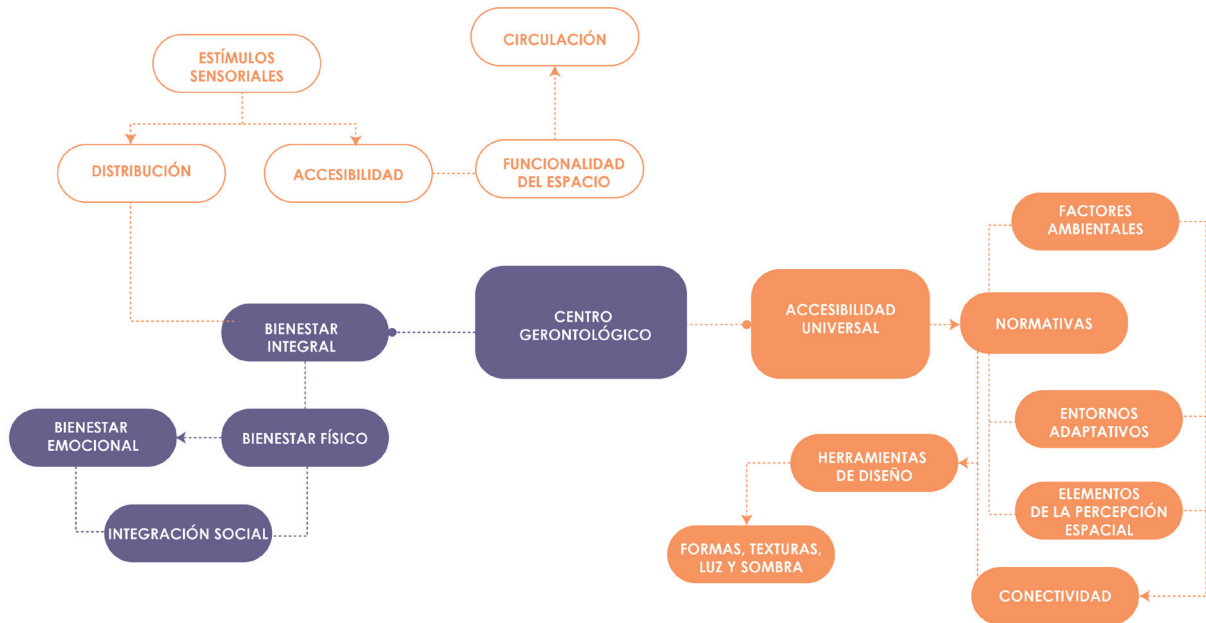 CIRCULACIÓN
ESTÍMULOS
SENSORIALES
DISTRIBUCIÓN
ACCESIBILIDAD
FUNCIONALIDAD
DEL ESPACIO
FACTORES
AMBIENTALES
BIENESTAR
INTEGRAL
CENTRO
GERONTOLÓGICO
ACCESIBILIDAD
UNIVERSAL
NORMATIVAS
BIENESTAR
EMOCIONAL
BIENESTAR FÍSICO
ENTORNOS
ADAPTATIVOS
HERRAMIENTAS
DE DISEÑO
ELEMENTOS
DE LA PERCEPCIÓN
ESPACIAL
INTEGRACIÓN SOCIAL
FORMAS, TEXTURAS,
LUZ Y SOMBRA
CONECTIVIDAD